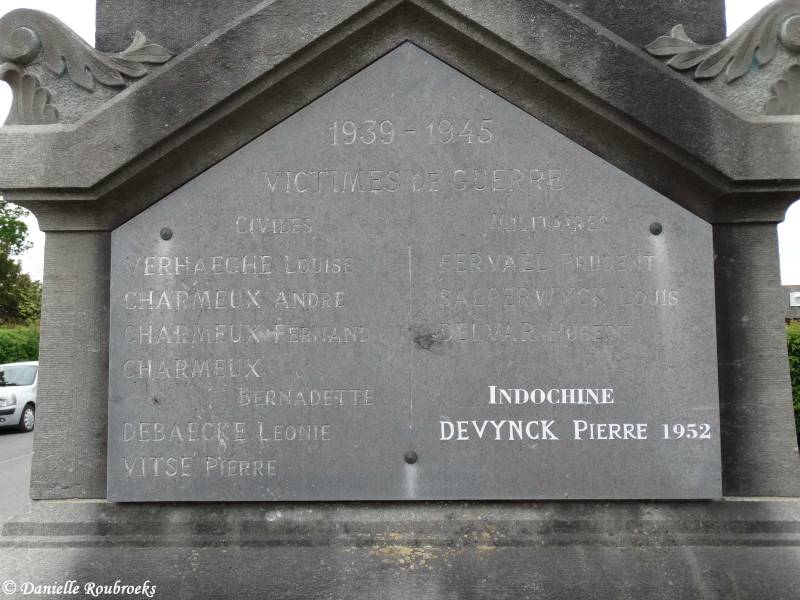 1939 - 1945
VICTIMES DE GUERRE
CIVILES
VERHAEGHE LOUISE
CHARMEUX ANDRE
CHARMEUX FERNAND
CHARMEUX
BERNADETTE
DEBAECKE LEONIE
VITSE PIERRE
MILITAIRES
FERVAEL PRUDENT
SALPERWYCK LOUIS
DELVAR HUBERT
INDOCHINE
DEVYNCK PIERRE 1952
© Danielle Roubroeks